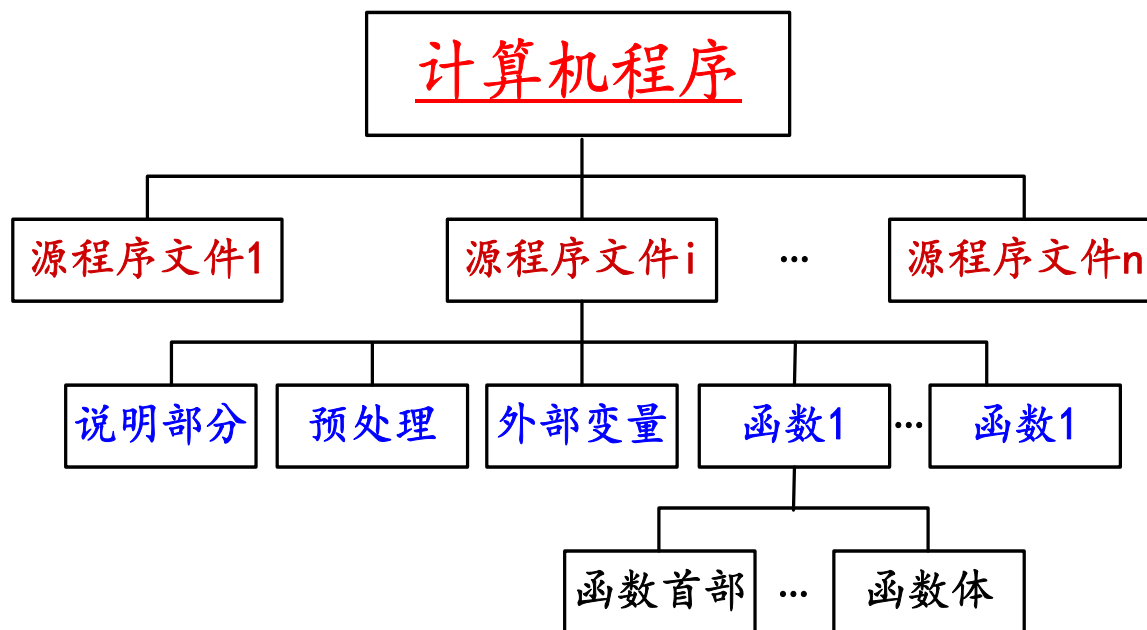 计算机程序
源程序文件1 源程序文件i ... 源程序文件n
说明部分 预处理 外部变量 函数1 ... 函数1
函数首部 ... 函数体